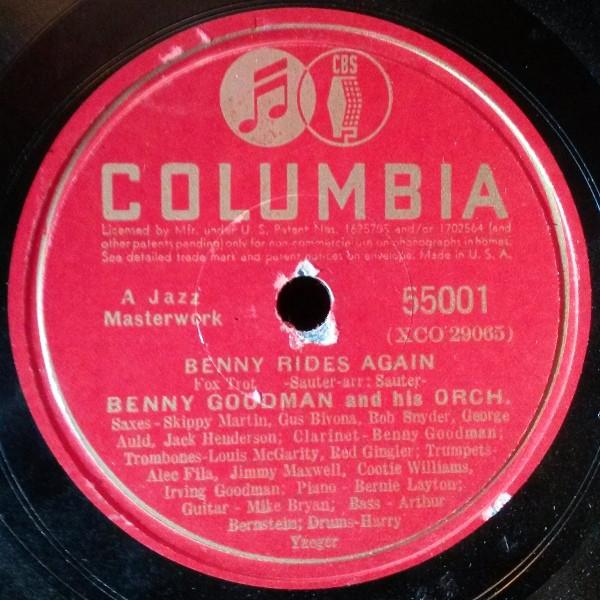 CBS
COLUMBIA
Licensed by Mfr. under U. S. Patent Nos. 1625705 and/or 1702564 (and
other patents pending) only for non-commercial use on phonographs in homes.
See detailed trade mark and patent notices on envelope. Made in U. S. A.
A Jazz
Masterwork
55001
(XCO 29065)
BENNY RIDES AGAIN
Fox Trot -Sauter-arr: Sauter-
BENNY GOODMAN and his ORCH.
Saxes-Skippy Martin, Gus Bivona, Bob Snyder, George
Auld, Jack Henderson; Clarinet-Benny Goodman;
Trombones-Louis McGarity, Red Gingler; Trumpets-
Alec Fila, Jimmy Maxwell, Cootie Williams,
Irving Goodman; Piano - Bernie Layton;
Guitar - Mike Bryan; Bass - Arthur
Bernstein; Drums-Harry
Yaeger